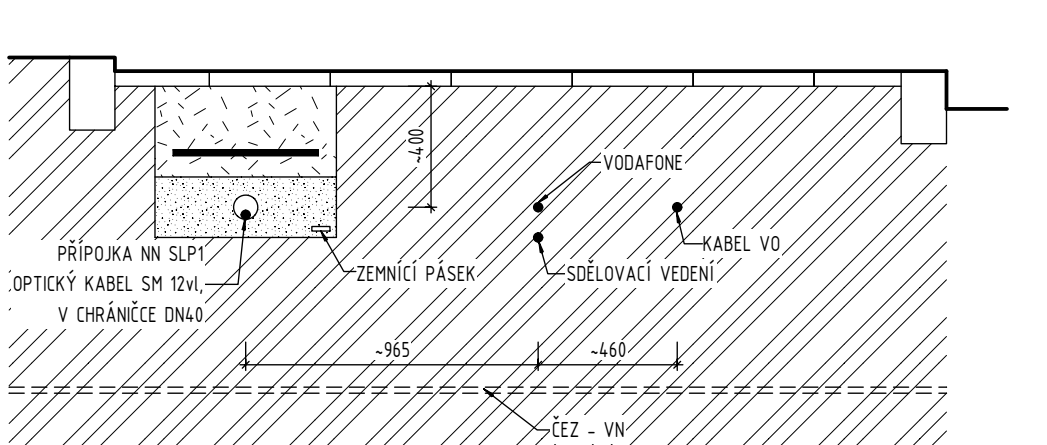 ~400
VODAFONE
KABEL VO
PŘÍPOJKA NN SLP1
OPTICKÝ KABEL SM 12vl,
V CHRÁNIČCE DN40
ZEMNÍCÍ PÁSEK
SDĚLOVACÍ VEDENÍ
~965
~460
ČEZ - VN